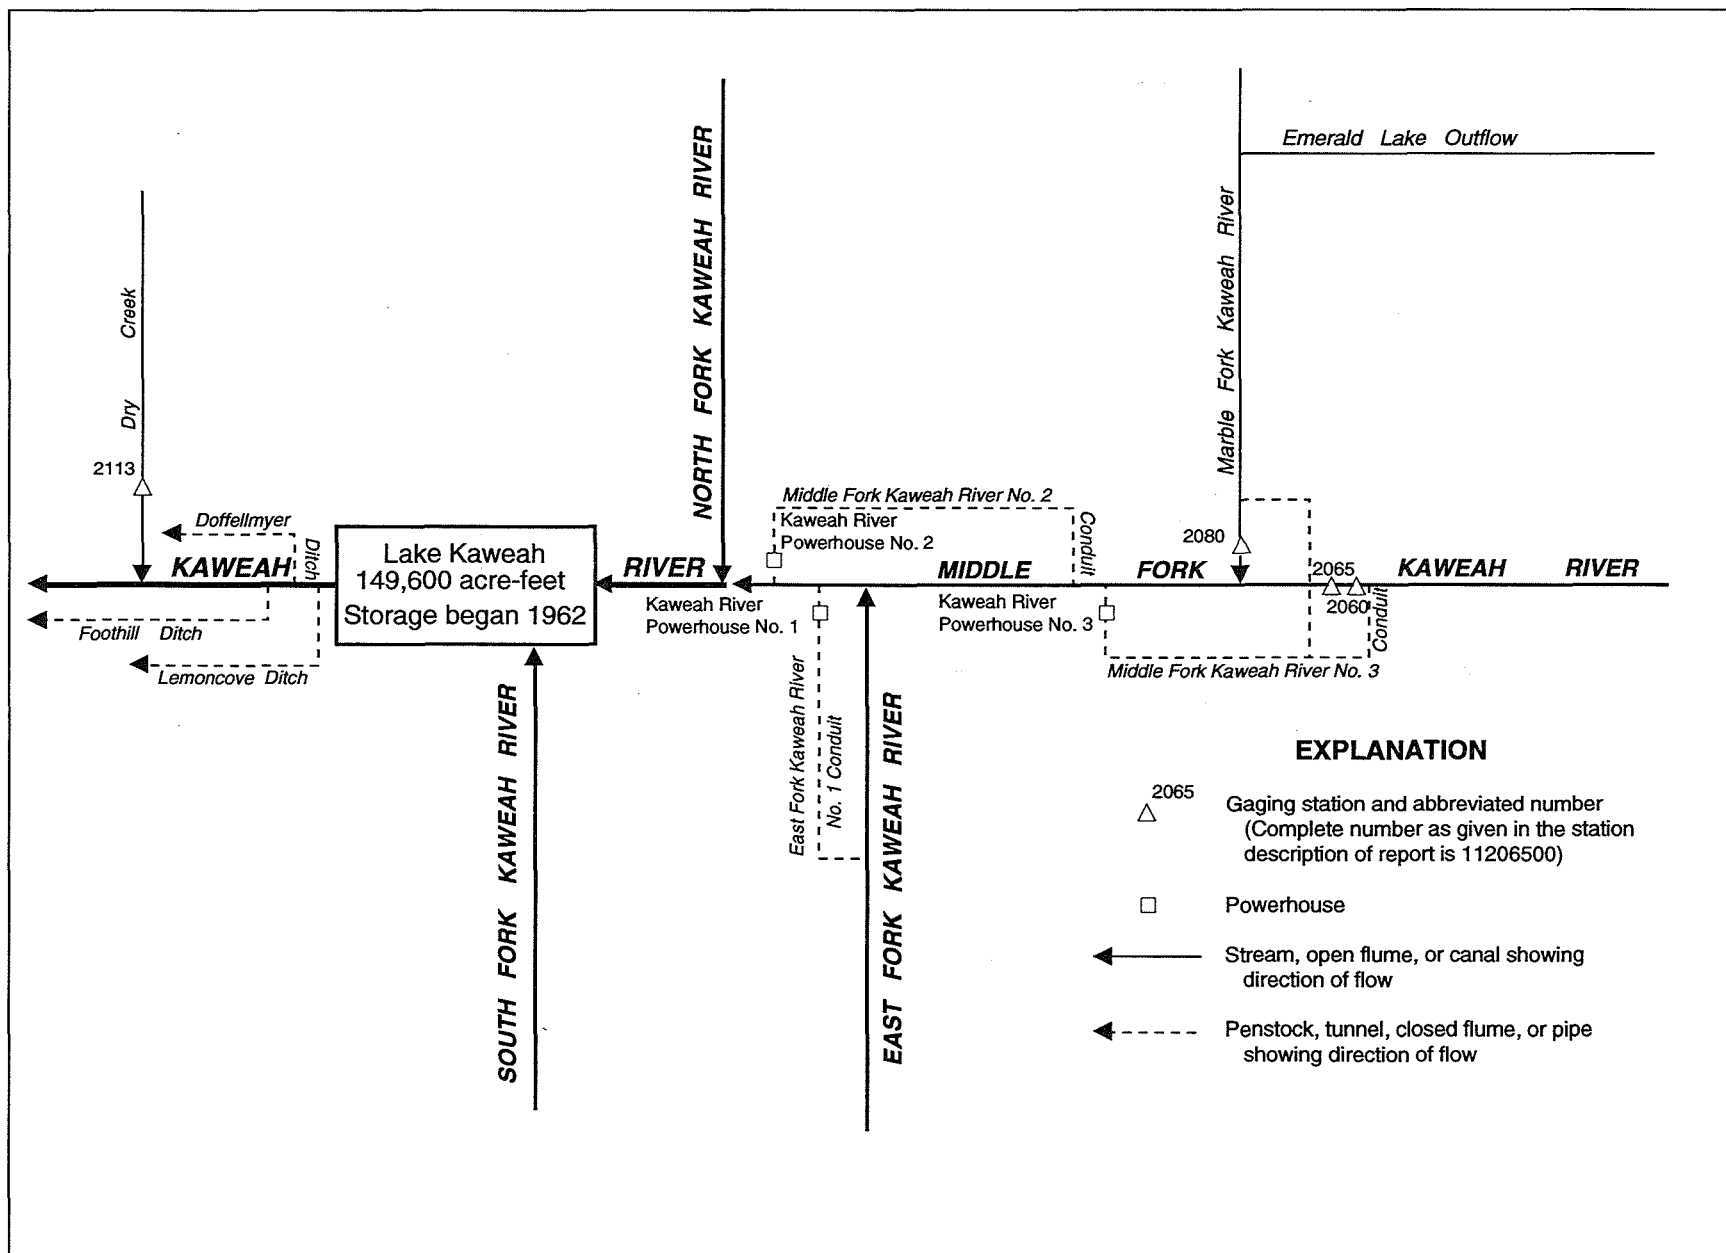 Emerald Lake Outflow
NORTH FORK KAWEAH RIVER
Marble Fork Kaweah River
Dry Creek
2113
Doffellmyer
Ditch
KAWEAH
Lake Kaweah
149,600 acre-feet
Storage began 1962
RIVER
Middle Fork Kaweah River No. 2
Conduit
Kaweah River
Powerhouse No. 2
2080
MIDDLE FORK
2065
2060
KAWEAH RIVER
Conduit
Foothill Ditch
Lemoncove Ditch
Kaweah River
Powerhouse No. 1
Kaweah River
Powerhouse No. 3
Middle Fork Kaweah River No. 3
SOUTH FORK KAWEAH RIVER
East Fork Kaweah River
No. 1 Conduit
EAST FORK KAWEAH RIVER
EXPLANATION
2065
Gaging station and abbreviated number
(Complete number as given in the station
description of report is 11206500)
Powerhouse
Stream, open flume, or canal showing
direction of flow
Penstock, tunnel, closed flume, or pipe
showing direction of flow